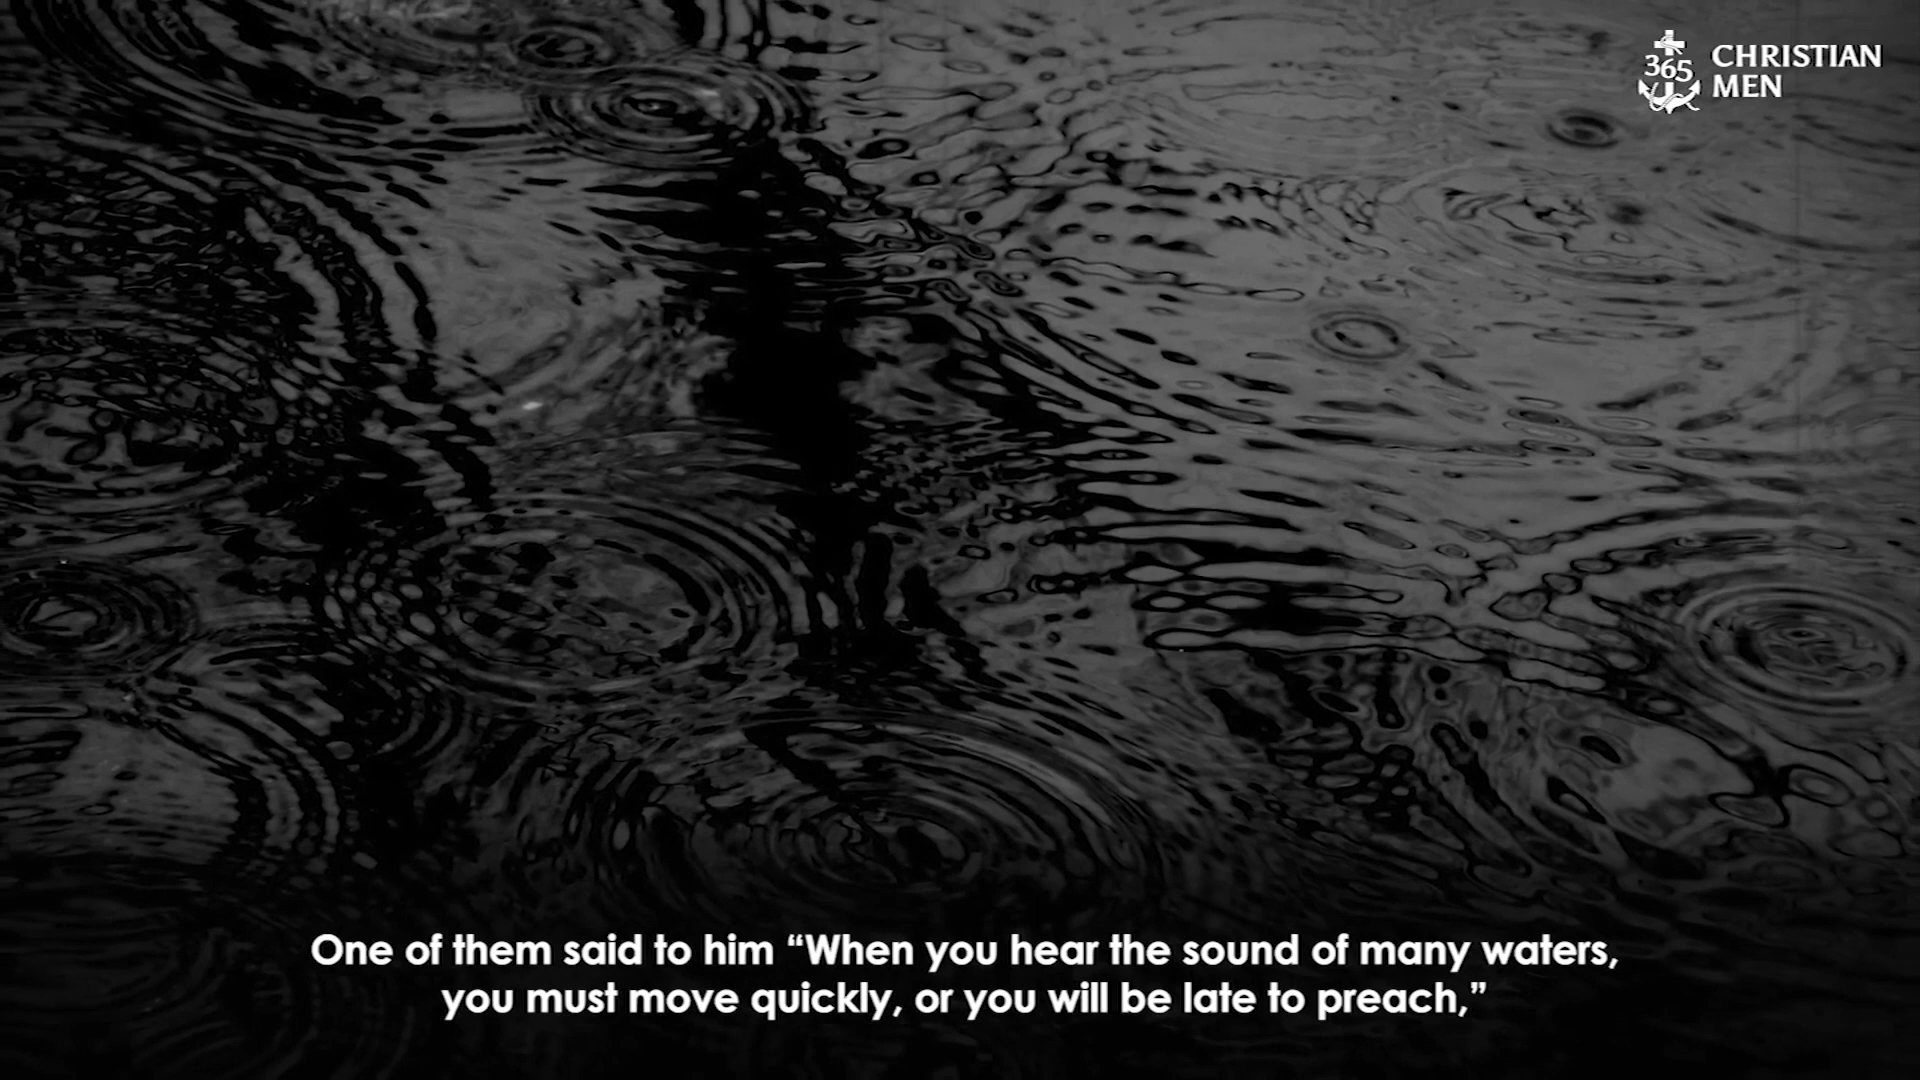 365
CHRISTIAN
MEN
One of them said to him “When you hear the sound of many waters,
you must move quickly, or you will be late to preach,”